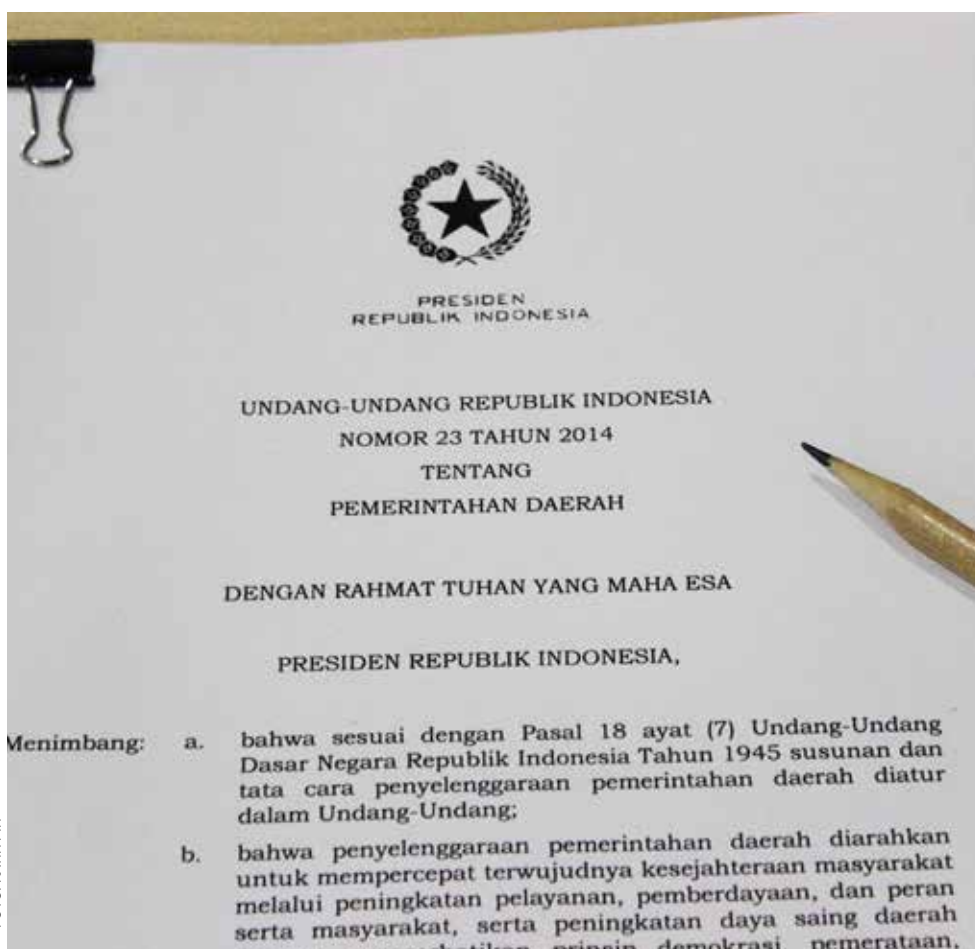 PRESIDEN
REPUBLIK INDONESIA
UNDANG-UNDANG REPUBLIK INDONESIA
NOMOR 23 TAHUN 2014
TENTANG
PEMERINTAHAN DAERAH
DENGAN RAHMAT TUHAN YANG MAHA ESA
PRESIDEN REPUBLIK INDONESIA,
Menimbang: a. bahwa sesuai dengan Pasal 18 ayat (7) Undang-Undang
Dasar Negara Republik Indonesia Tahun 1945 susunan dan
tata cara penyelenggaraan pemerintahan daerah diatur
dalam Undang-Undang;
b. bahwa penyelenggaraan pemerintahan daerah diarahkan
untuk mempercepat terwujudnya kesejahteraan masyarakat
melalui peningkatan pelayanan, pemberdayaan, dan peran
serta masyarakat, serta peningkatan daya saing daerah
prinsip demokrasi, pemerataan,